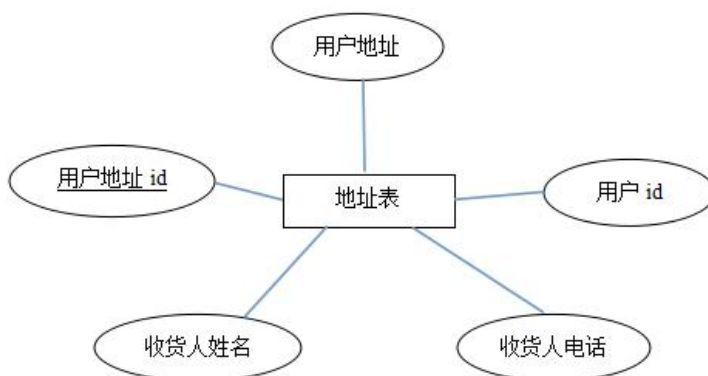 用户地址
用户地址 id
地址表
用户 id
收货人姓名
收货人电话